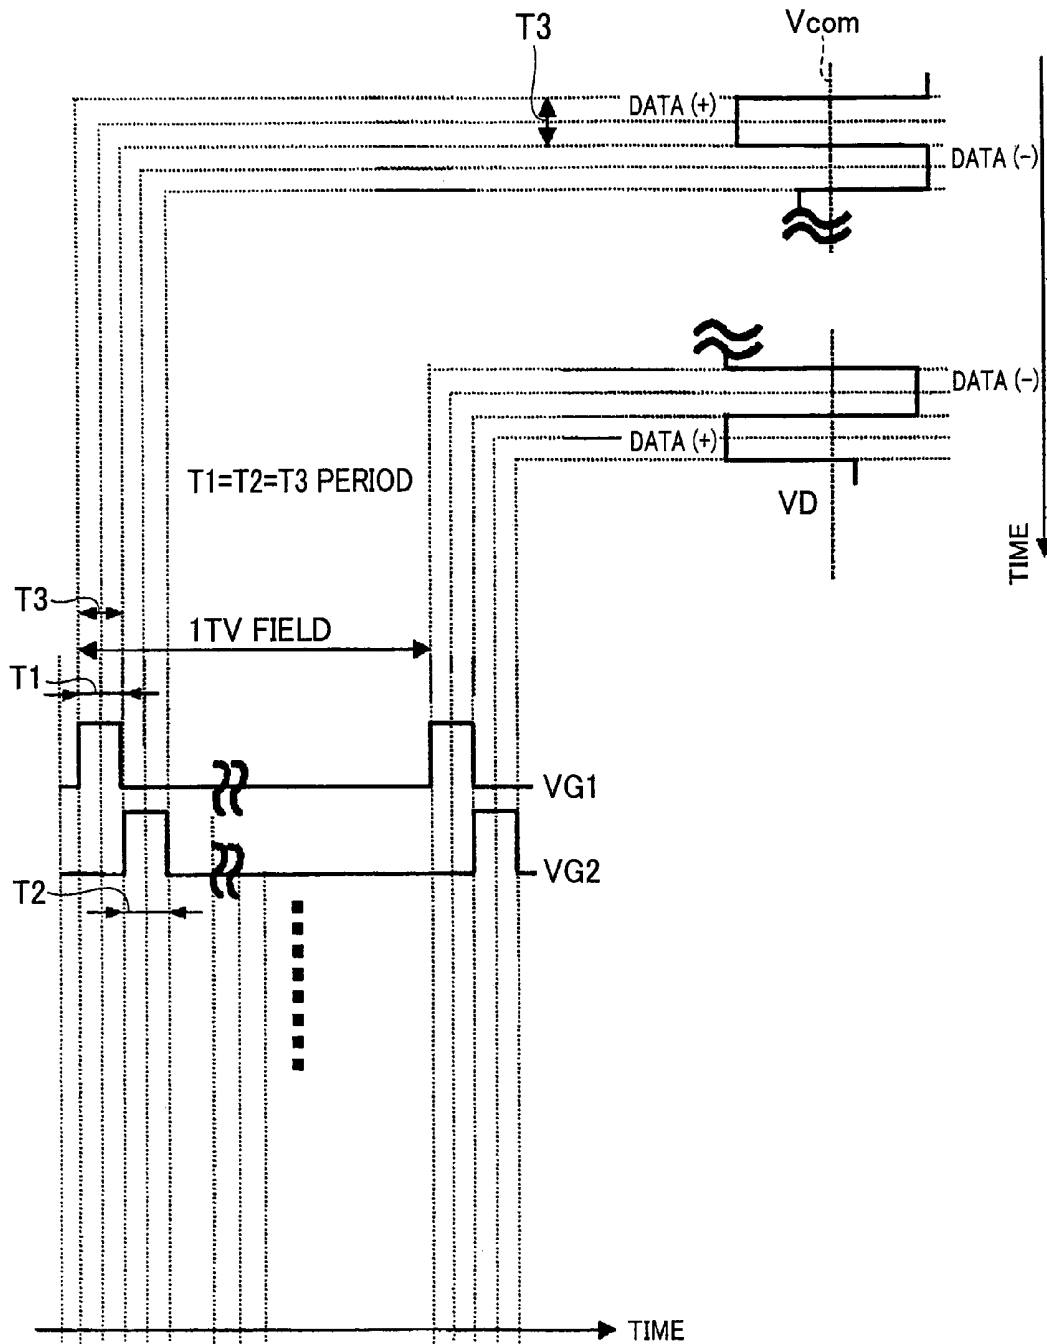 T3
Vcom
DATA (+)
DATA (-)
DATA (-)
DATA (+)
T1=T2=T3 PERIOD
VD
TIME
T3
1TV FIELD
T1
VG1
VG2
T2
TIME